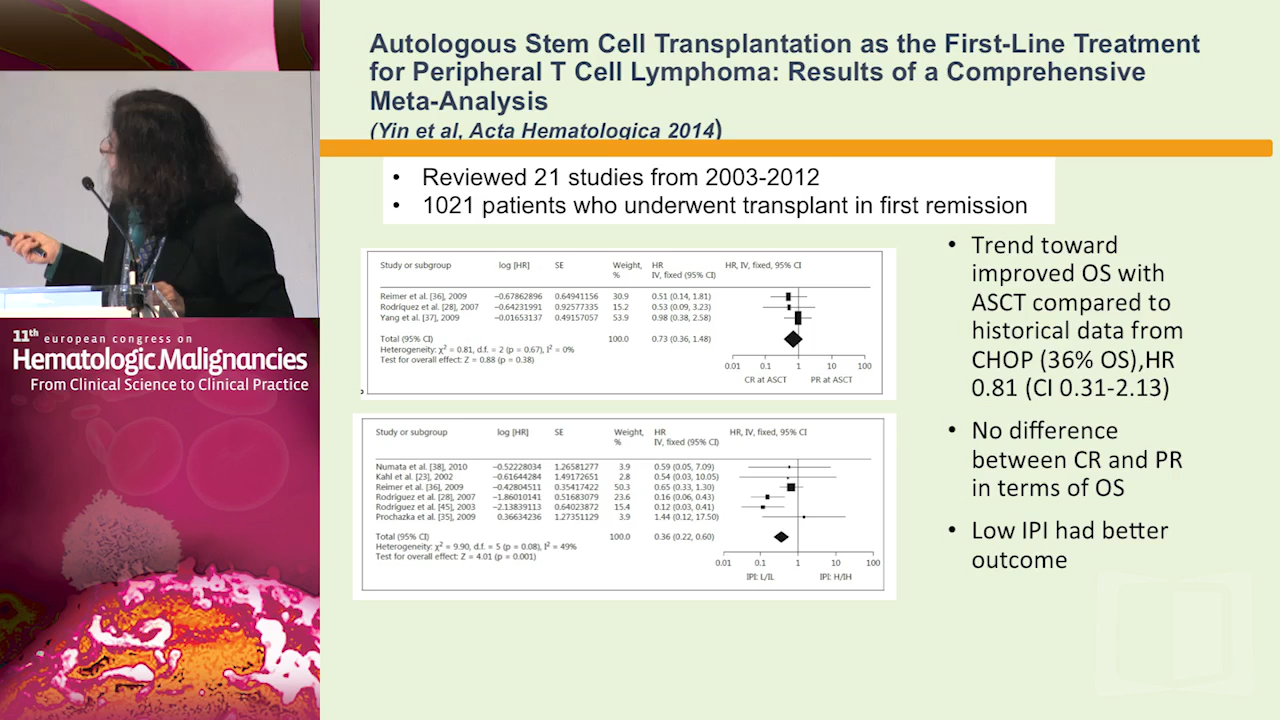 Autologous Stem Cell Transplantation as the First-Line Treatment
for Peripheral T Cell Lymphoma: Results of a Comprehensive
Meta-Analysis
(Yin et al, Acta Hematologica 2014)
• Reviewed 21 studies from 2003-2012
• 1021 patients who underwent transplant in first remission
Study or subgroup log [HR] SE Weight, % HR IV, fixed (95% CI) HR, IV, fixed (95% CI)
Reimer et al. [36], 2009 −0.67862896 0.64941156 30.9 0.51 (0.14, 1.81)
Rodríguez et al. [28], 2007 −0.64231991 0.92577335 15.2 0.53 (0.09, 3.23)
Yang et al. [37], 2009 −0.01653137 0.49157057 53.9 0.98 (0.38, 2.58)
Total (95% CI) 100.0 0.73 (0.36, 1.48)
Heterogeneity: χ² = 0.81, d.f. = 2 (p = 0.67), I² = 0%
Test for overall effect: Z = 0.88 (p = 0.38)
0.01 0.1 1 10 100
CR at ASCT PR at ASCT
Study or subgroup log [HR] SE Weight, % HR IV, fixed (95% CI) HR, IV, fixed (95% CI)
Numata et al. [38], 2010 −0.52228034 1.26581277 3.9 0.59 (0.05, 7.09)
Kahl et al. [23], 2002 −0.61644284 1.49172651 2.8 0.54 (0.03, 10.05)
Reimer et al. [36], 2009 −0.42804511 0.35417422 50.3 0.65 (0.33, 1.30)
Rodríguez et al. [28], 2007 −1.86010141 0.51683079 23.6 0.16 (0.06, 0.43)
Rodríguez et al. [45], 2003 −2.13839113 0.64023872 15.4 0.12 (0.03, 0.41)
Prochazka et al. [35], 2009 0.36634236 1.27351129 3.9 1.44 (0.12, 17.50)
Total (95% CI) 100.0 0.36 (0.22, 0.60)
Heterogeneity: χ² = 9.90, d.f. = 5 (p = 0.08), I² = 49%
Test for overall effect: Z = 4.01 (p = 0.001)
0.01 0.1 1 10 100
IPI: L/IL IPI: H/IH
• Trend toward
improved OS with
ASCT compared to
historical data from
CHOP (36% OS),HR
0.81 (CI 0.31-2.13)
• No difference
between CR and PR
in terms of OS
• Low IPI had better
outcome
11th european congress on
Hematologic Malignancies
From Clinical Science to Clinical Practice